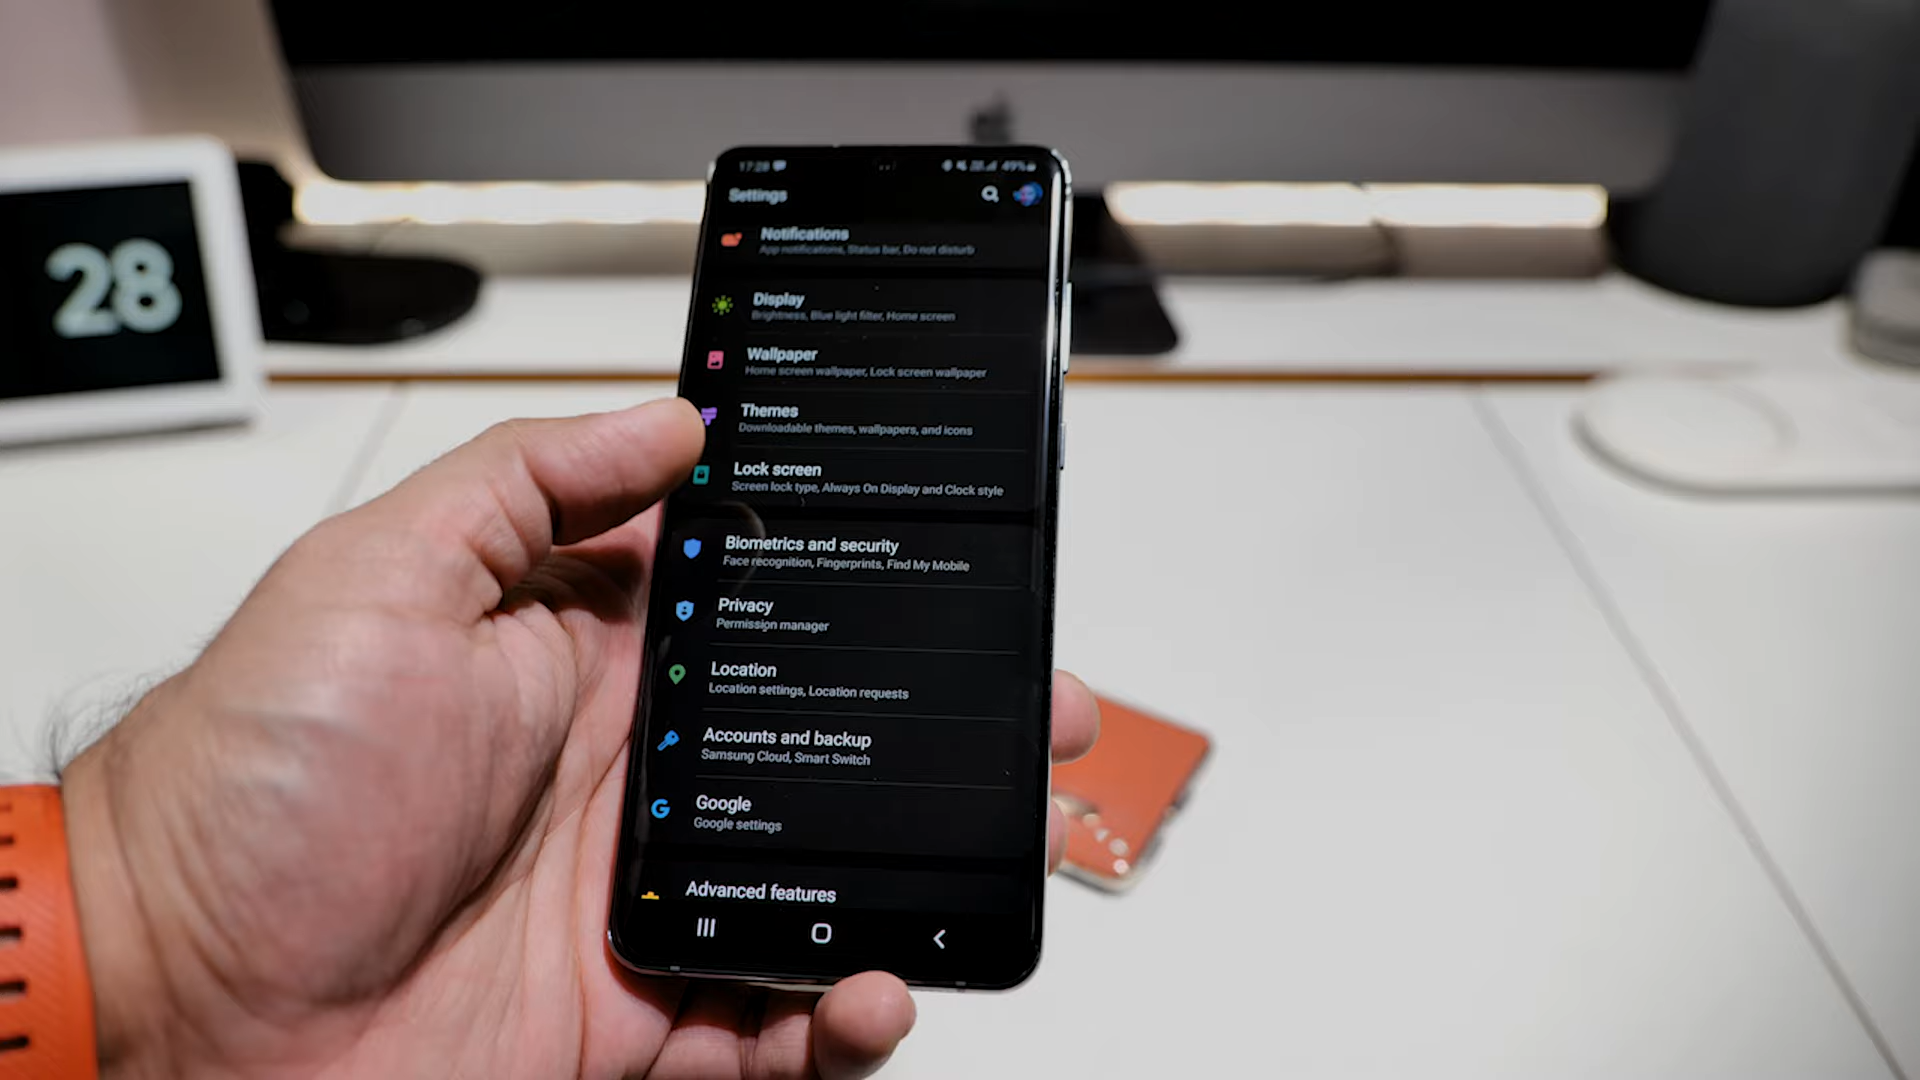 28
17:28 49%
Settings
Notifications
App notifications, Status bar, Do not disturb
Display
Brightness, Blue light filter, Home screen
Wallpaper
Home screen wallpaper, Lock screen wallpaper
Themes
Downloadable themes, wallpapers, and icons
Lock screen
Screen lock type, Always On Display and Clock style
Biometrics and security
Face recognition, Fingerprints, Find My Mobile
Privacy
Permission manager
Location
Location settings, Location requests
Accounts and backup
Samsung Cloud, Smart Switch
Google
Google settings
Advanced features